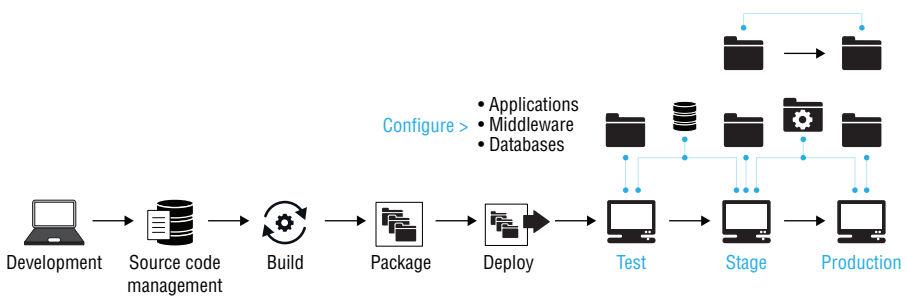 Configure >
• Applications
• Middleware
• Databases
Development
Source code
management
Build
Package
Deploy
Test
Stage
Production